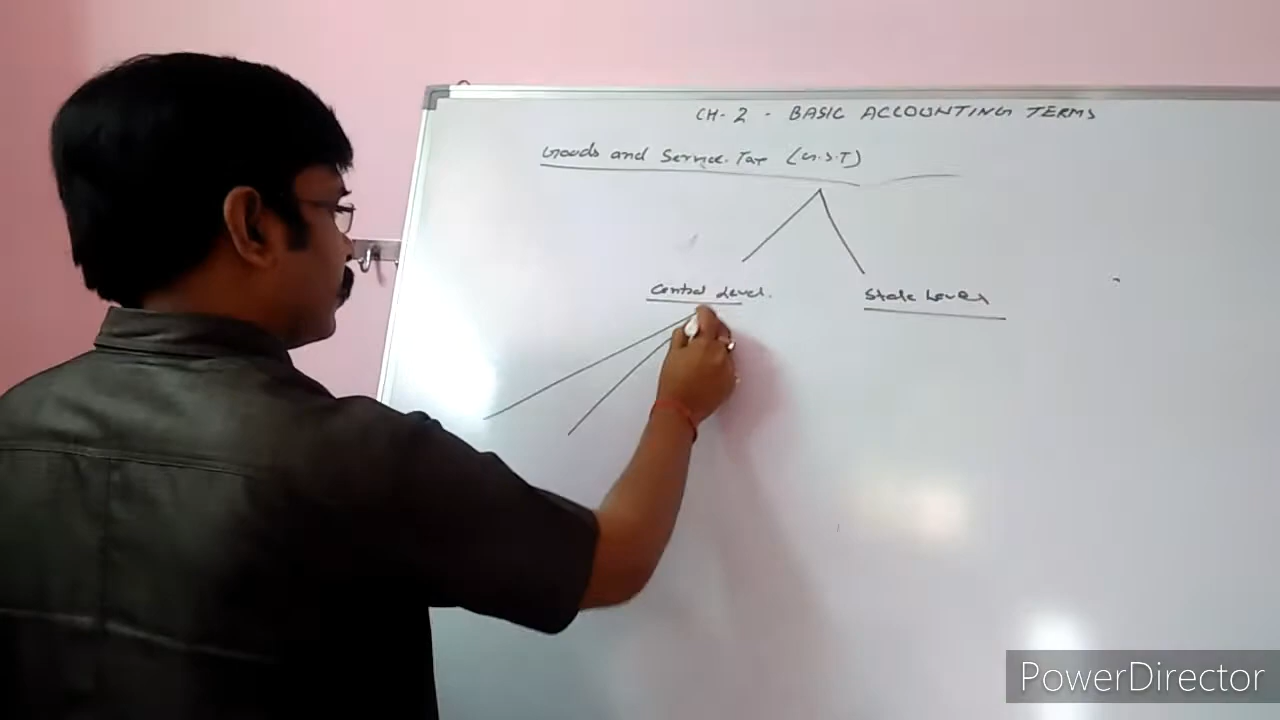 CH-2 - BASIC ACCOUNTING TERMS
Goods and Service Tax (G.S.T)
Central Level.
State Level
PowerDirector